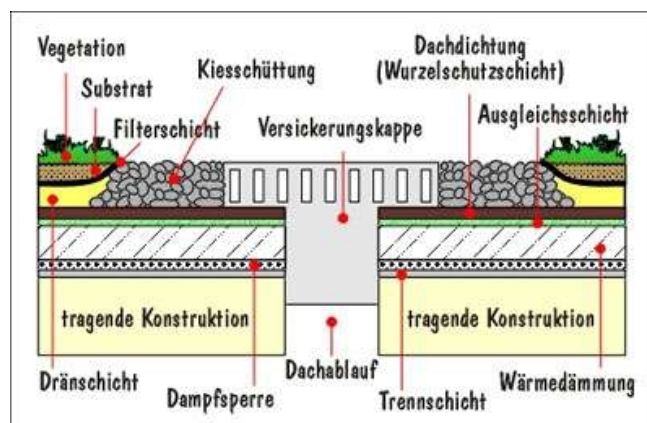 Vegetation
Substrat
Filterschicht
Kiesschüttung
Versickerungskappe
Dachdichtung
(Wurzelschutzschicht)
Ausgleichsschicht
tragende Konstruktion
tragende Konstruktion
Dränschicht
Dampfsperre
Dachablauf
Trennschicht
Wärmedämmung